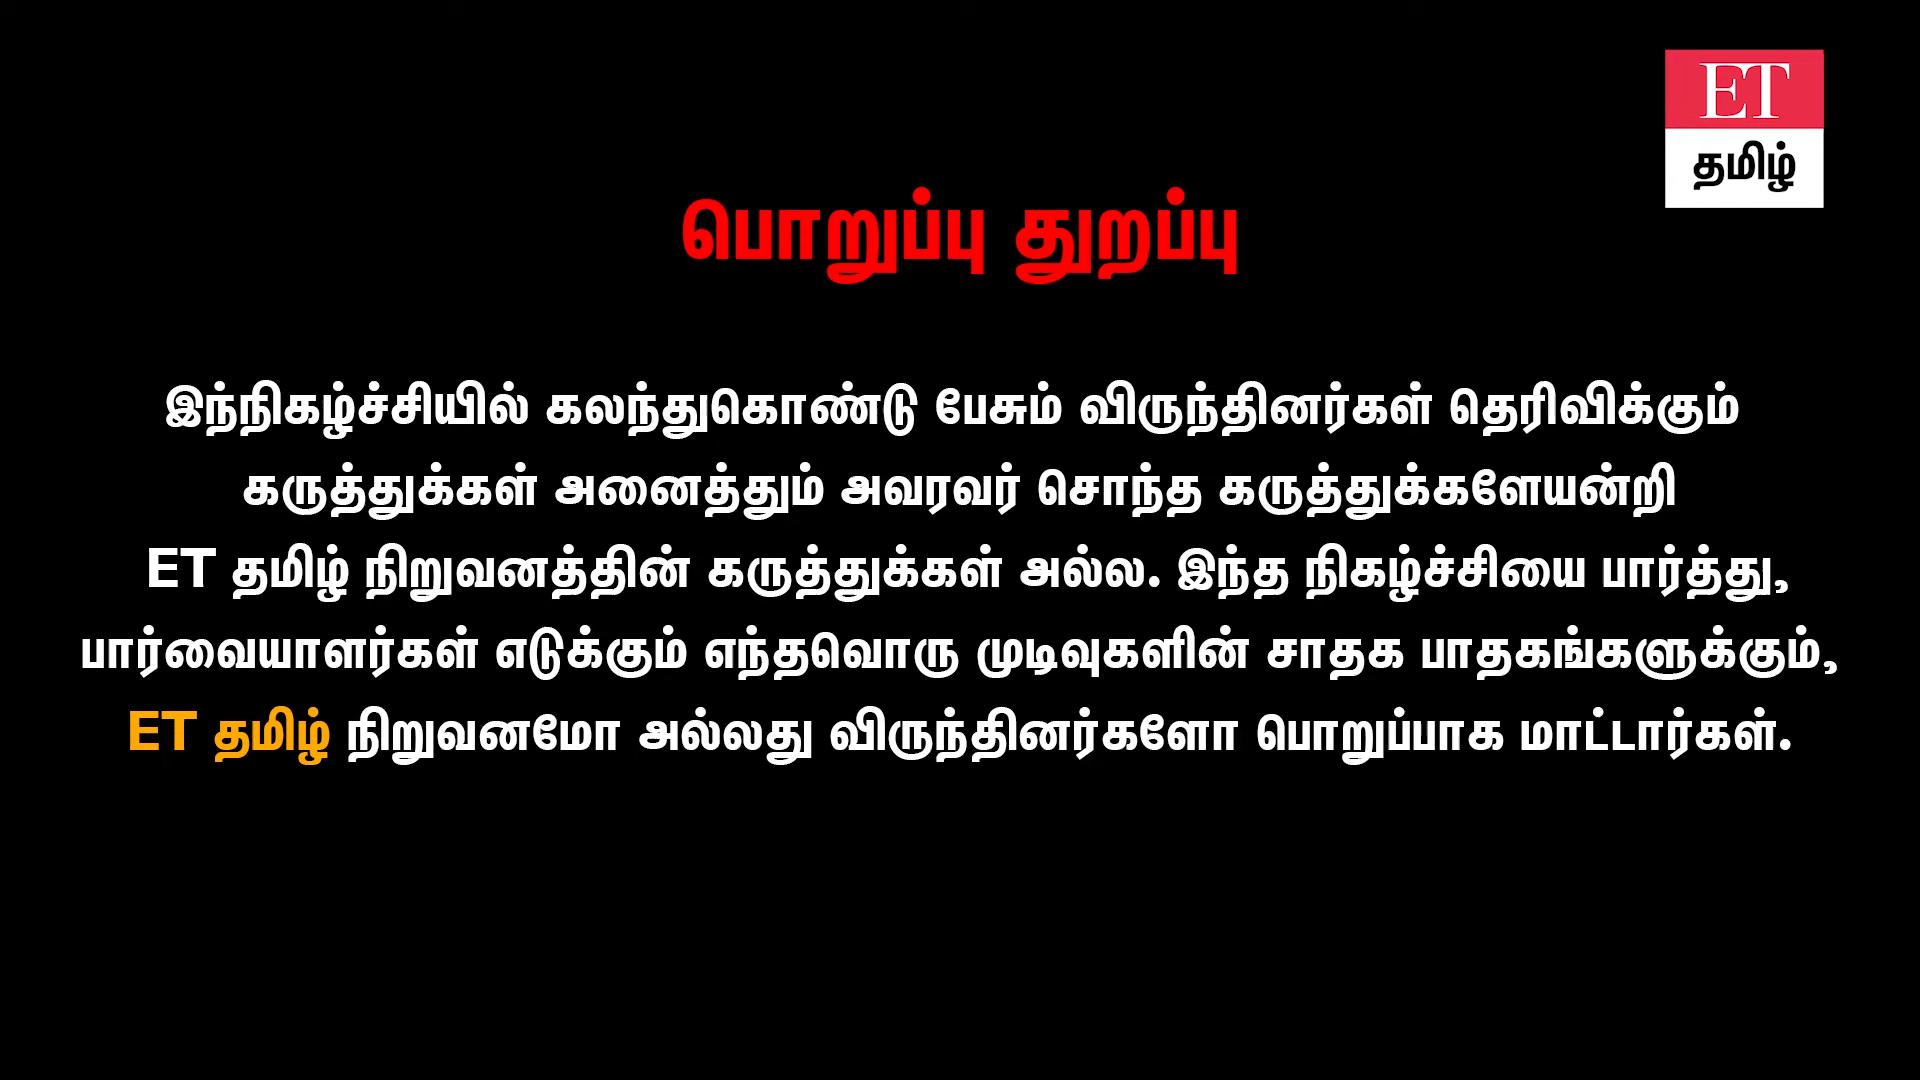 ET
தமிழ்
பொறுப்பு துறப்பு
இந்நிகழ்ச்சியில் கலந்துகொண்டு பேசும் விருந்தினர்கள் தெரிவிக்கும்
கருத்துக்கள் அனைத்தும் அவரவர் சொந்த கருத்துக்களேயன்றி
ET தமிழ் நிறுவனத்தின் கருத்துக்கள் அல்ல. இந்த நிகழ்ச்சியை பார்த்து,
பார்வையாளர்கள் எடுக்கும் எந்தவொரு முடிவுகளின் சாதக பாதகங்களுக்கும்,
ET தமிழ் நிறுவனமோ அல்லது விருந்தினர்களோ பொறுப்பாக மாட்டார்கள்.